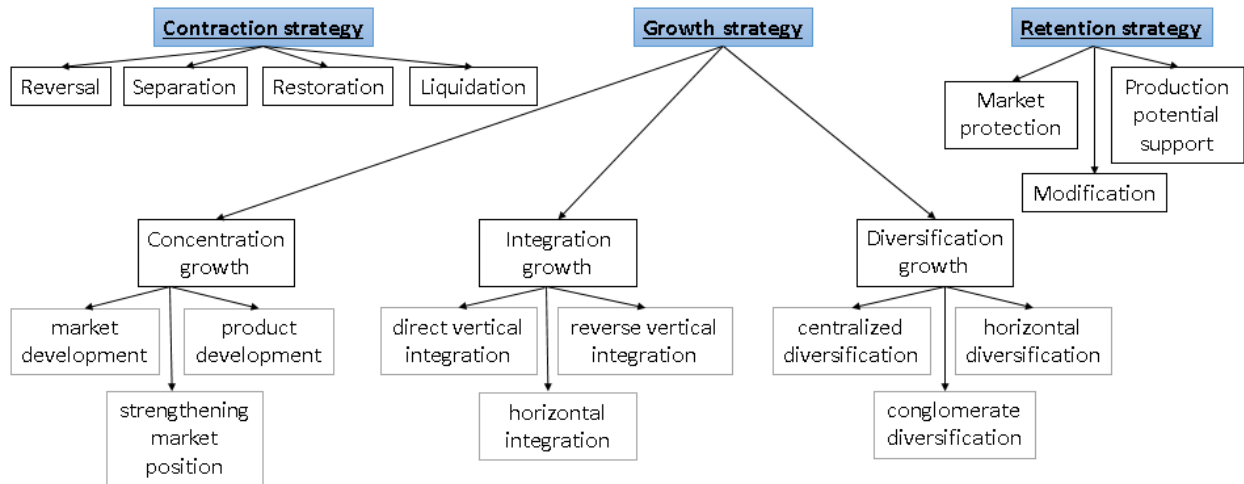 Contraction strategy
Growth strategy
Retention strategy
Reversal
Separation
Restoration
Liquidation
Market
protection
Production
potential
support
Modification
Concentration
growth
Integration
growth
Diversification
growth
market
development
product
development
strengthening
market
position
direct vertical
integration
reverse vertical
integration
horizontal
integration
centralized
diversification
horizontal
diversification
conglomerate
diversification